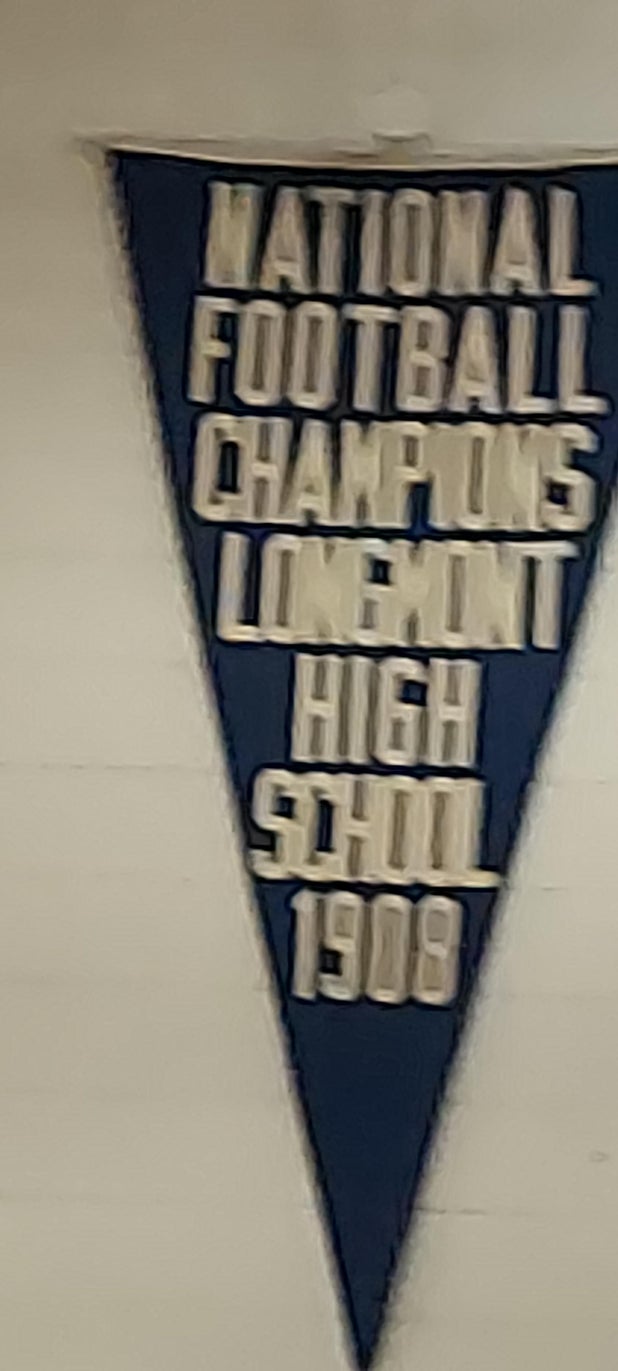 NATIONAL
FOOTBALL
CHAMPIONS
LONGMONT
HIGH
SCHOOL
1908